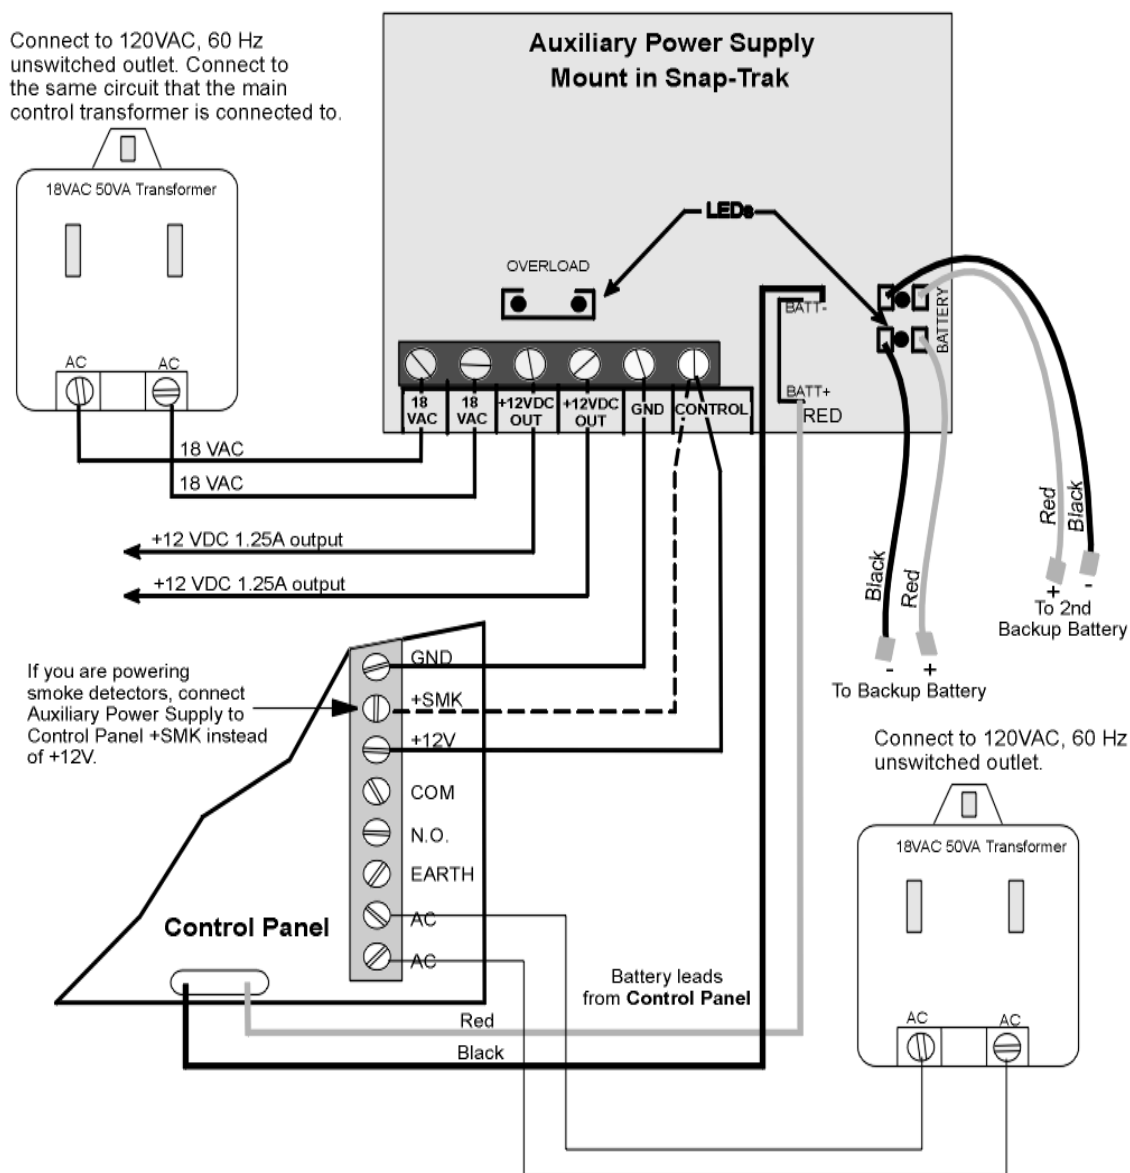 Auxiliary Power Supply
Mount in Snap-Trak
Connect to 120VAC, 60 Hz
unswitched outlet. Connect to
the same circuit that the main
control transformer is connected to.
18VAC 50VA Transformer
AC
AC
LEDs
OVERLOAD
BATT-
BATT+
RED
BATTERY
18
VAC
18
VAC
+12VDC
OUT
+12VDC
OUT
GND
CONTROL
18 VAC
18 VAC
+12 VDC 1.25A output
+12 VDC 1.25A output
Red
Black
+
-
To 2nd
Backup Battery
Black
Red
-
+
To Backup Battery
If you are powering
smoke detectors, connect
Auxiliary Power Supply to
Control Panel +SMK instead
of +12V.
GND
+SMK
+12V
COM
N.O.
EARTH
AC
AC
Control Panel
Battery leads
from Control Panel
Red
Black
Connect to 120VAC, 60 Hz
unswitched outlet.
18VAC 50VA Transformer
AC
AC